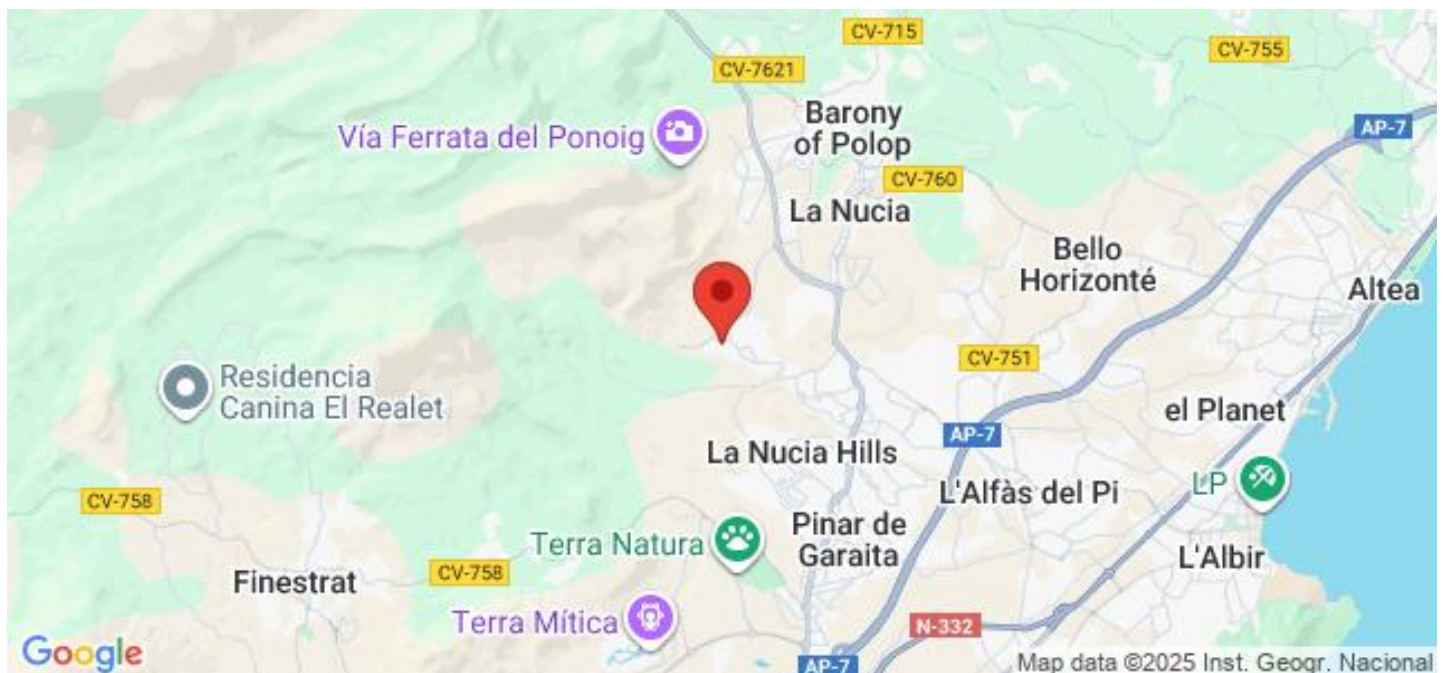 CV-715
CV-755
CV-7621
Barony
of Polop
AP-7
Vía Ferrata del Ponoig
CV-760
La Nucia
Bello
Horizonté
Altea
CV-751
Residencia
Canina El Realet
el Planet
AP-7
La Nucia Hills
LP
CV-758
L'Alfàs del Pi
Pinar de
Garaita
Terra Natura
L'Albir
CV-758
Finestrat
Terra Mítica
N-332
Google
AP-7
Map data ©2025 Inst. Geogr. Nacional